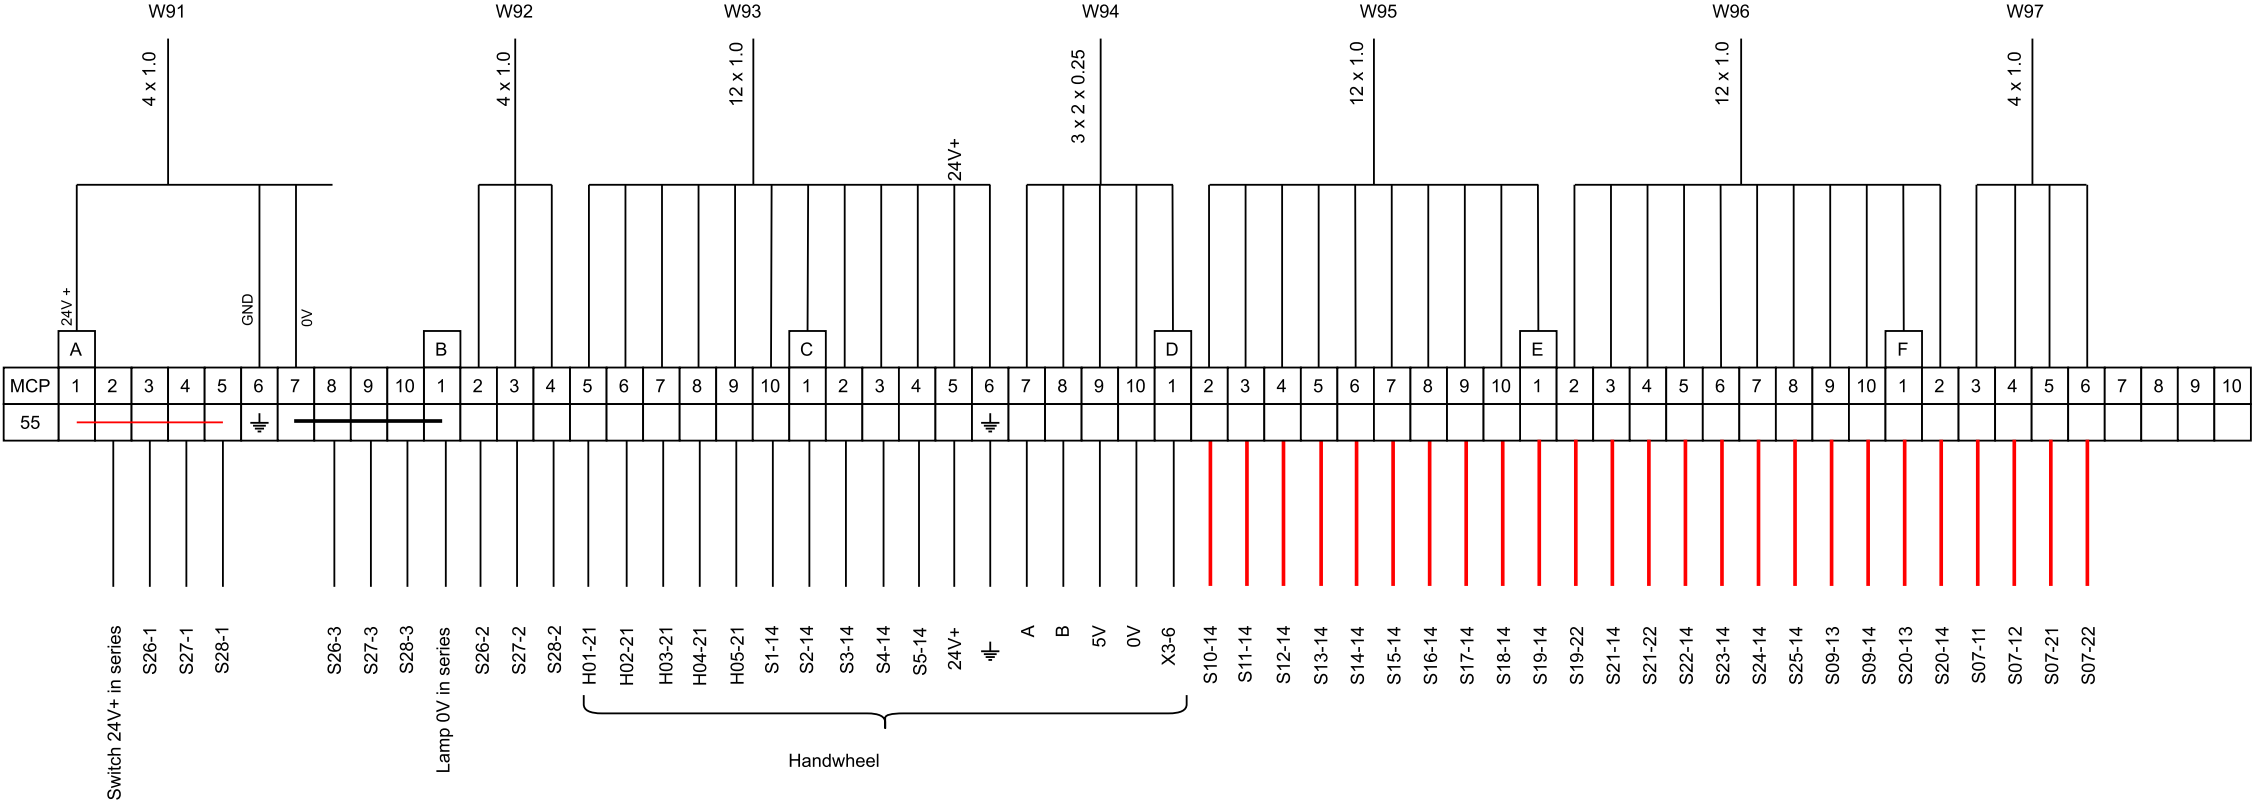 W91 W92 W93 W94 W95 W96 W97
4 x 1.0 4 x 1.0 12 x 1.0 3 x 2 x 0.25 12 x 1.0 12 x 1.0 4 x 1.0
24V+
24V + GND 0V
A B C D E F
MCP 1 2 3 4 5 6 7 8 9 10 1 2 3 4 5 6 7 8 9 10 1 2 3 4 5 6 7 8 9 10 1 2 3 4 5 6 7 8 9 10 1 2 3 4 5 6 7 8 9 10 1 2 3 4 5 6 7 8 9 10
55
Switch 24V+ in series
S26-1
S27-1
S28-1
S26-3
S27-3
S28-3
Lamp 0V in series
S26-2
S27-2
S28-2
H01-21
H02-21
H03-21
H04-21
H05-21
S1-14
S2-14
S3-14
S4-14
S5-14
24V+
A
B
5V
0V
X3-6
S10-14
S11-14
S12-14
S13-14
S14-14
S15-14
S16-14
S17-14
S18-14
S19-14
S19-22
S21-14
S21-22
S22-14
S23-14
S24-14
S25-14
S09-13
S09-14
S20-13
S20-14
S07-11
S07-12
S07-21
S07-22
Handwheel